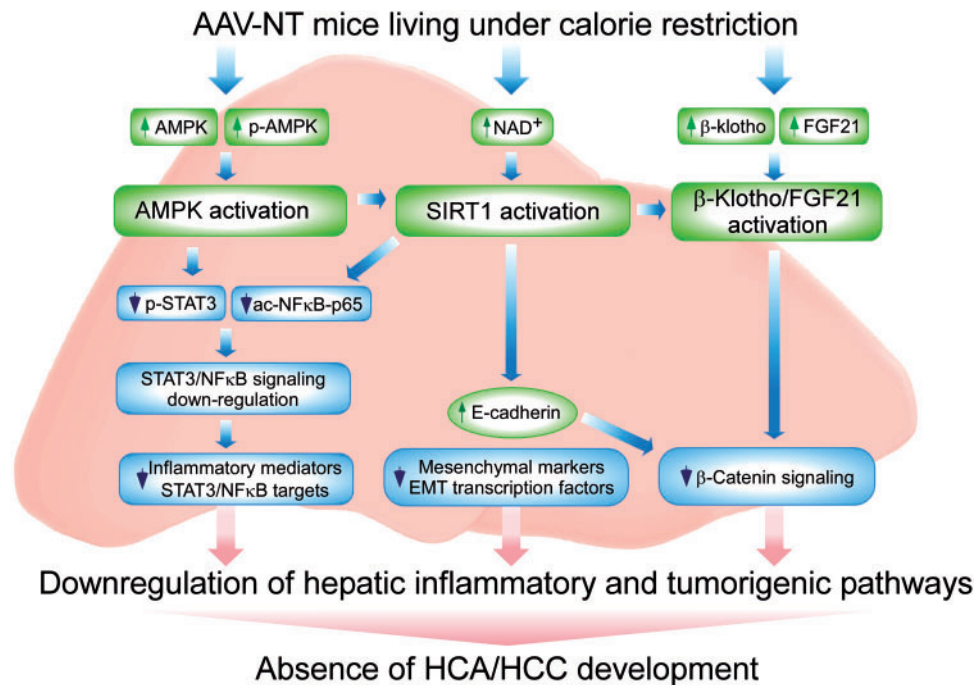 AAV-NT mice living under calorie restriction
AMPK
p-AMPK
NAD⁺
β-klotho
FGF21
AMPK activation
SIRT1 activation
β-Klotho/FGF21
activation
p-STAT3
ac-NFκB-p65
STAT3/NFκB signaling
down-regulation
E-cadherin
Inflammatory mediators
STAT3/NFκB targets
Mesenchymal markers
EMT transcription factors
β-Catenin signaling
Downregulation of hepatic inflammatory and tumorigenic pathways
Absence of HCA/HCC development